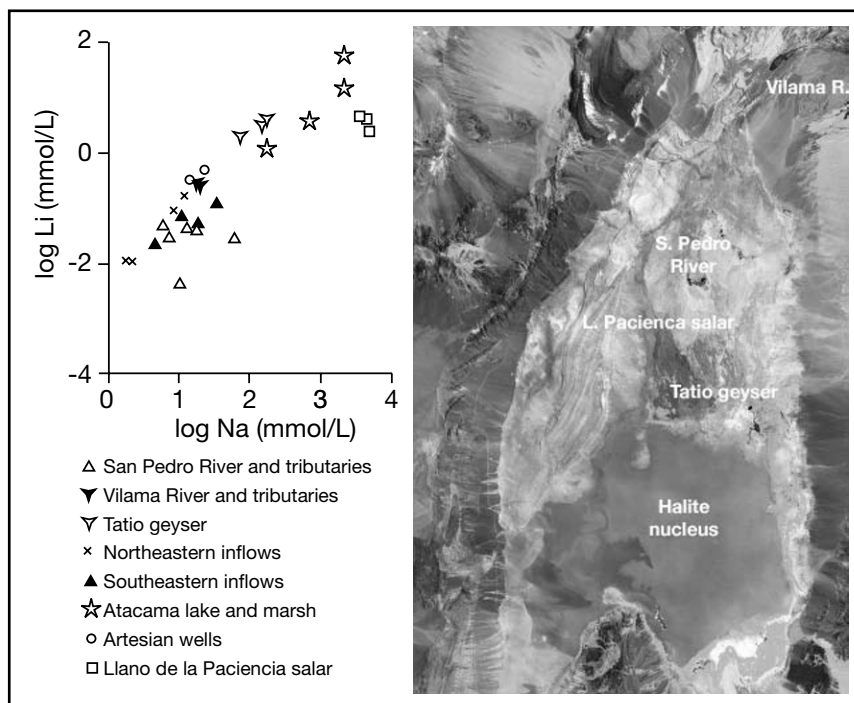 2
0
-2
-4
log Li (mmol/L)
0
1
2
3
4
log Na (mmol/L)
San Pedro River and tributaries
Vilama River and tributaries
Tatio geyser
Northeastern inflows
Southeastern inflows
Atacama lake and marsh
Artesian wells
Llano de la Paciencia salar
Vilama R.
S. Pedro
River
L. Pacienca salar
Tatio geyser
Halite
nucleus